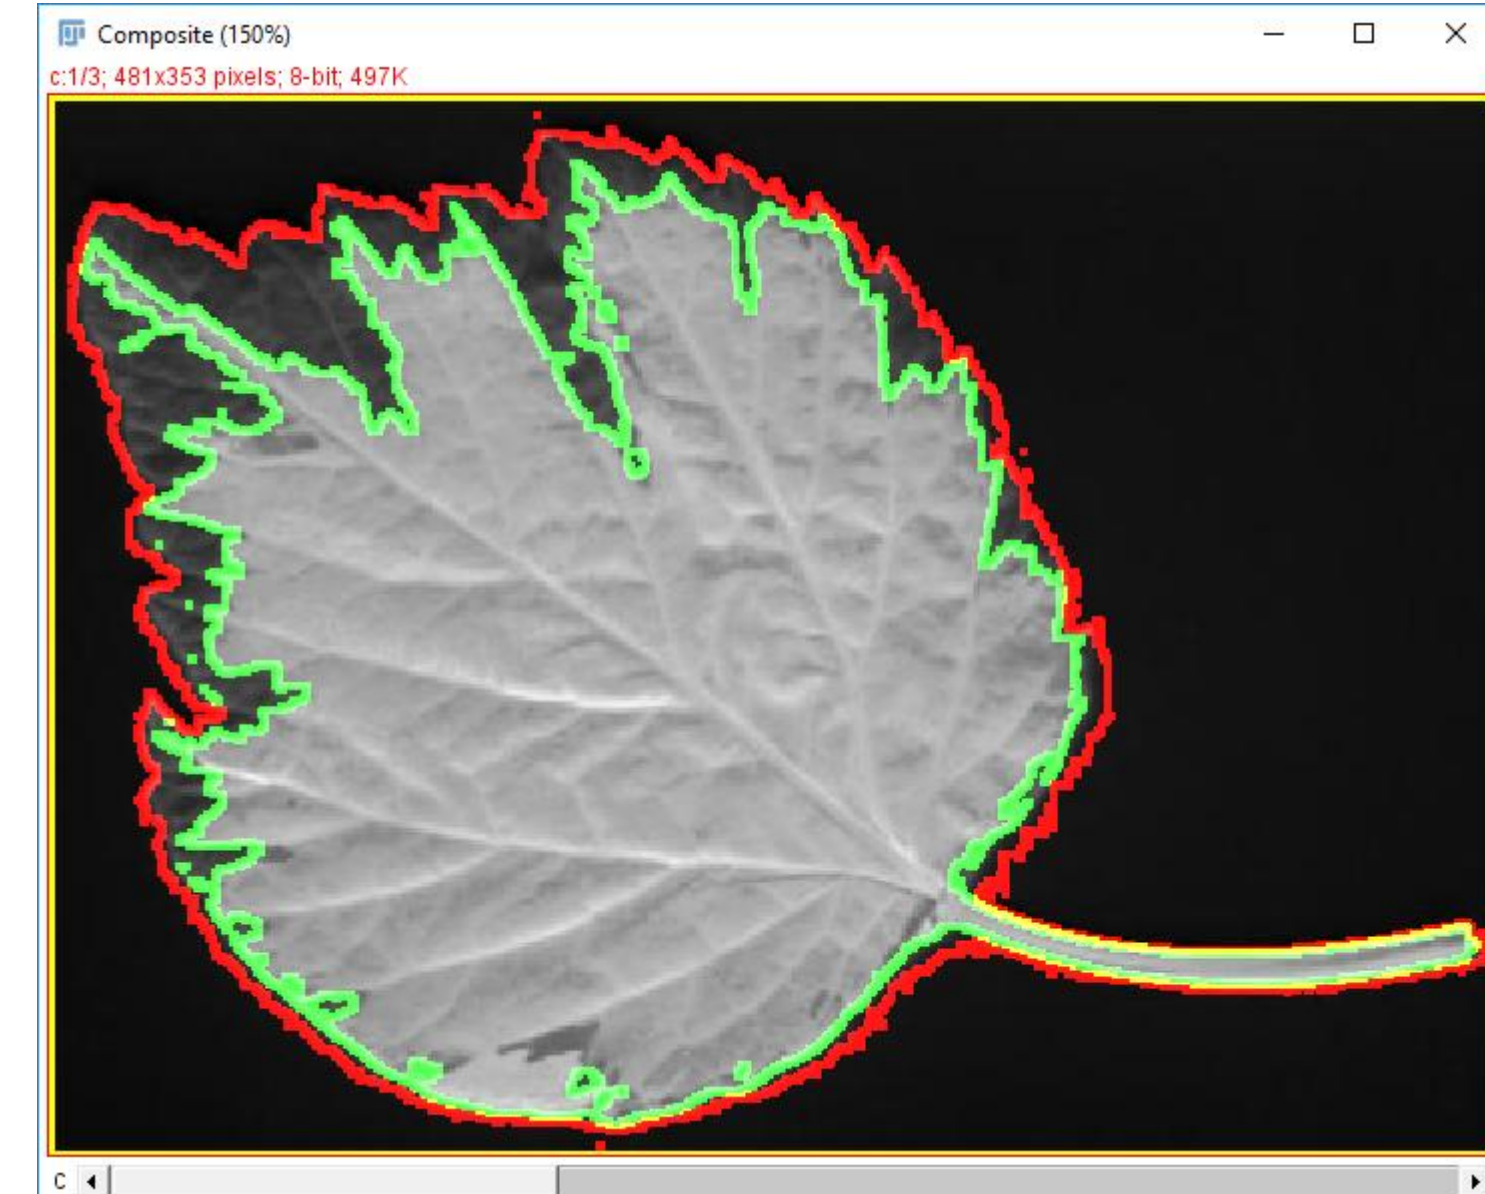 Composite (150%)
c:1/3; 481x353 pixels; 8-bit; 497K
C